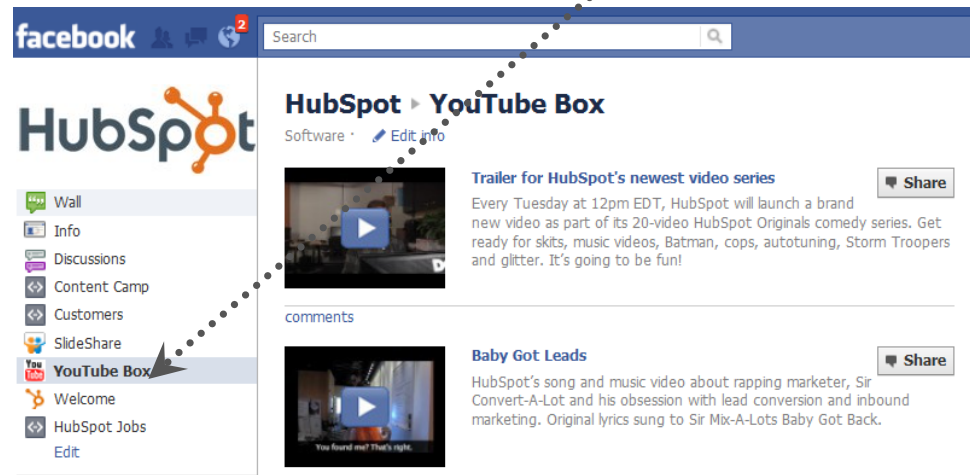 facebook
2
Search
HubSpot
Wall
Info
Discussions
Content Camp
Customers
SlideShare
You Tube
YouTube Box
Welcome
HubSpot Jobs
Edit
HubSpot ▸ YouTube Box
Software ·
Edit info
Trailer for HubSpot's newest video series
Share
Every Tuesday at 12pm EDT, HubSpot will launch a brand
new video as part of its 20-video HubSpot Originals comedy series. Get
ready for skits, music videos, Batman, cops, autotuning, Storm Troopers
and glitter. It's going to be fun!
comments
Baby Got Leads
Share
HubSpot's song and music video about rapping marketer, Sir
Convert-A-Lot and his obsession with lead conversion and inbound
marketing. Original lyrics sung to Sir Mix-A-Lots Baby Got Back.
You found me? That's right.